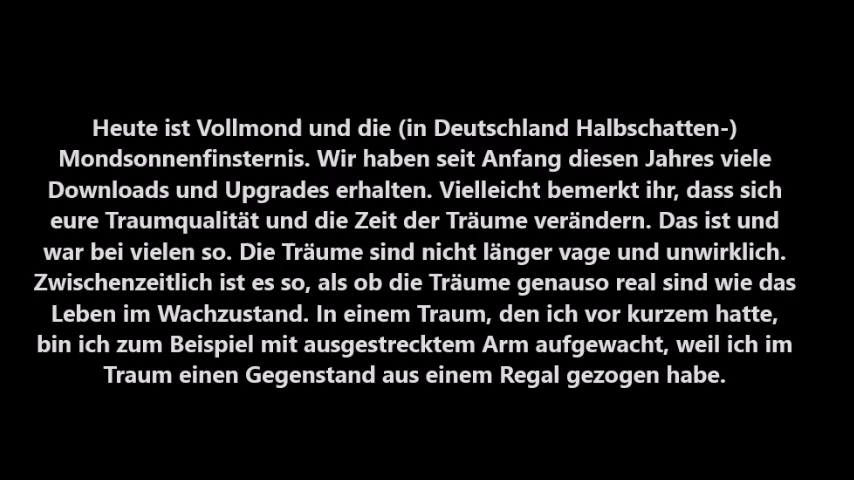 Heute ist Vollmond und die (in Deutschland Halbschatten-)
Mondsonnenfinsternis. Wir haben seit Anfang diesen Jahres viele
Downloads und Upgrades erhalten. Vielleicht bemerkt ihr, dass sich
eure Traumqualität und die Zeit der Träume verändern. Das ist und
war bei vielen so. Die Träume sind nicht länger vage und unwirklich.
Zwischenzeitlich ist es so, als ob die Träume genauso real sind wie das
Leben im Wachzustand. In einem Traum, den ich vor kurzem hatte,
bin ich zum Beispiel mit ausgestrecktem Arm aufgewacht, weil ich im
Traum einen Gegenstand aus einem Regal gezogen habe.